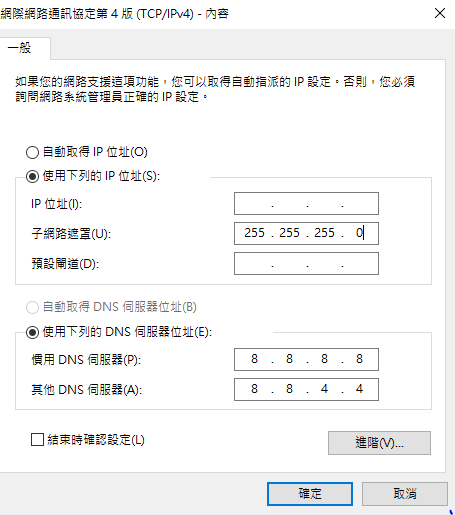 網際網路通訊協定第 4 版 (TCP/IPv4) - 內容
一般
如果您的網路支援這項功能，您可以取得自動指派的 IP 設定。否則，您必須
詢問網路系統管理員正確的 IP 設定。
自動取得 IP 位址(O)
使用下列的 IP 位址(S):
IP 位址(I): . . .
子網路遮罩(U): 255 . 255 . 255 . 0
預設閘道(D): . . .
自動取得 DNS 伺服器位址(B)
使用下列的 DNS 伺服器位址(E):
慣用 DNS 伺服器(P): 8 . 8 . 8 . 8
其他 DNS 伺服器(A): 8 . 8 . 4 . 4
結束時確認設定(L)
進階(V)...
確定 取消